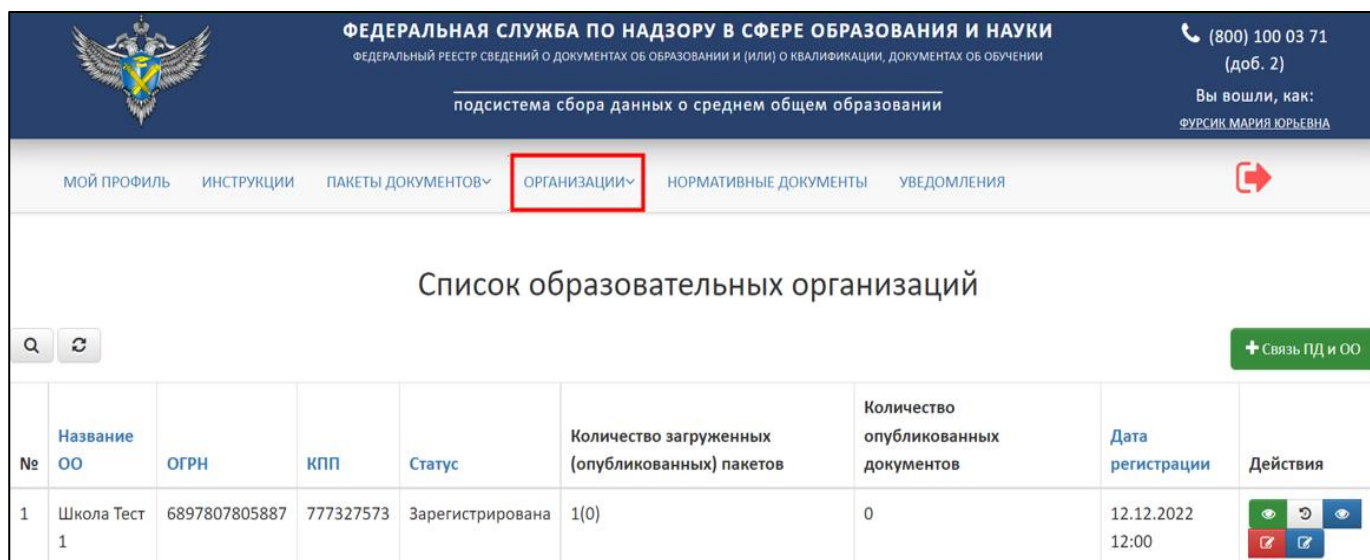 ФЕДЕРАЛЬНАЯ СЛУЖБА ПО НАДЗОРУ В СФЕРЕ ОБРАЗОВАНИЯ И НАУКИ
ФЕДЕРАЛЬНЫЙ РЕЕСТР СВЕДЕНИЙ О ДОКУМЕНТАХ ОБ ОБРАЗОВАНИИ И (ИЛИ) О КВАЛИФИКАЦИИ, ДОКУМЕНТАХ ОБ ОБУЧЕНИИ
подсистема сбора данных о среднем общем образовании
(800) 100 03 71
(доб. 2)
Вы вошли, как:
ФУРСИК МАРИЯ ЮРЬЕВНА
МОЙ ПРОФИЛЬ ИНСТРУКЦИИ ПАКЕТЫ ДОКУМЕНТОВ ОРГАНИЗАЦИИ НОРМАТИВНЫЕ ДОКУМЕНТЫ УВЕДОМЛЕНИЯ
Список образовательных организаций
+ Связь ПД и ОО
№ Название ОО ОГРН КПП Статус Количество загруженных (опубликованных) пакетов Количество опубликованных документов Дата регистрации Действия
1 Школа Тест 1 6897807805887 777327573 Зарегистрирована 1(0) 0 12.12.2022 12:00